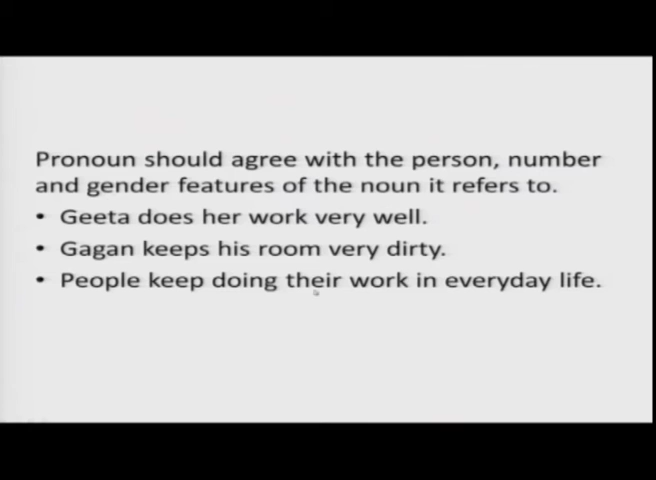 Pronoun should agree with the person, number
and gender features of the noun it refers to.
• Geeta does her work very well.
• Gagan keeps his room very dirty.
• People keep doing their work in everyday life.